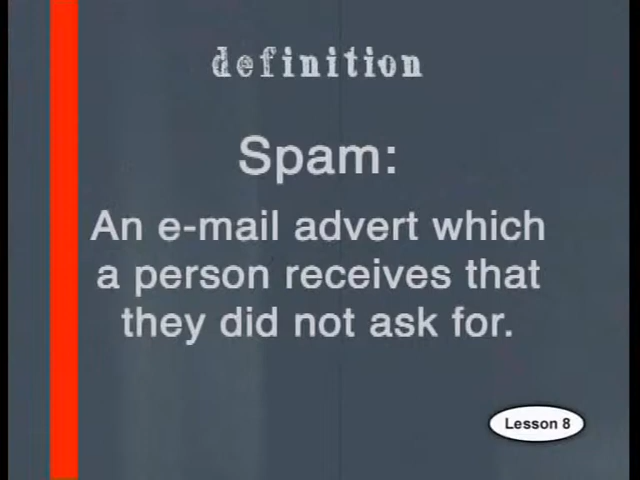 definition
Spam:
An e-mail advert which
a person receives that
they did not ask for.
Lesson 8